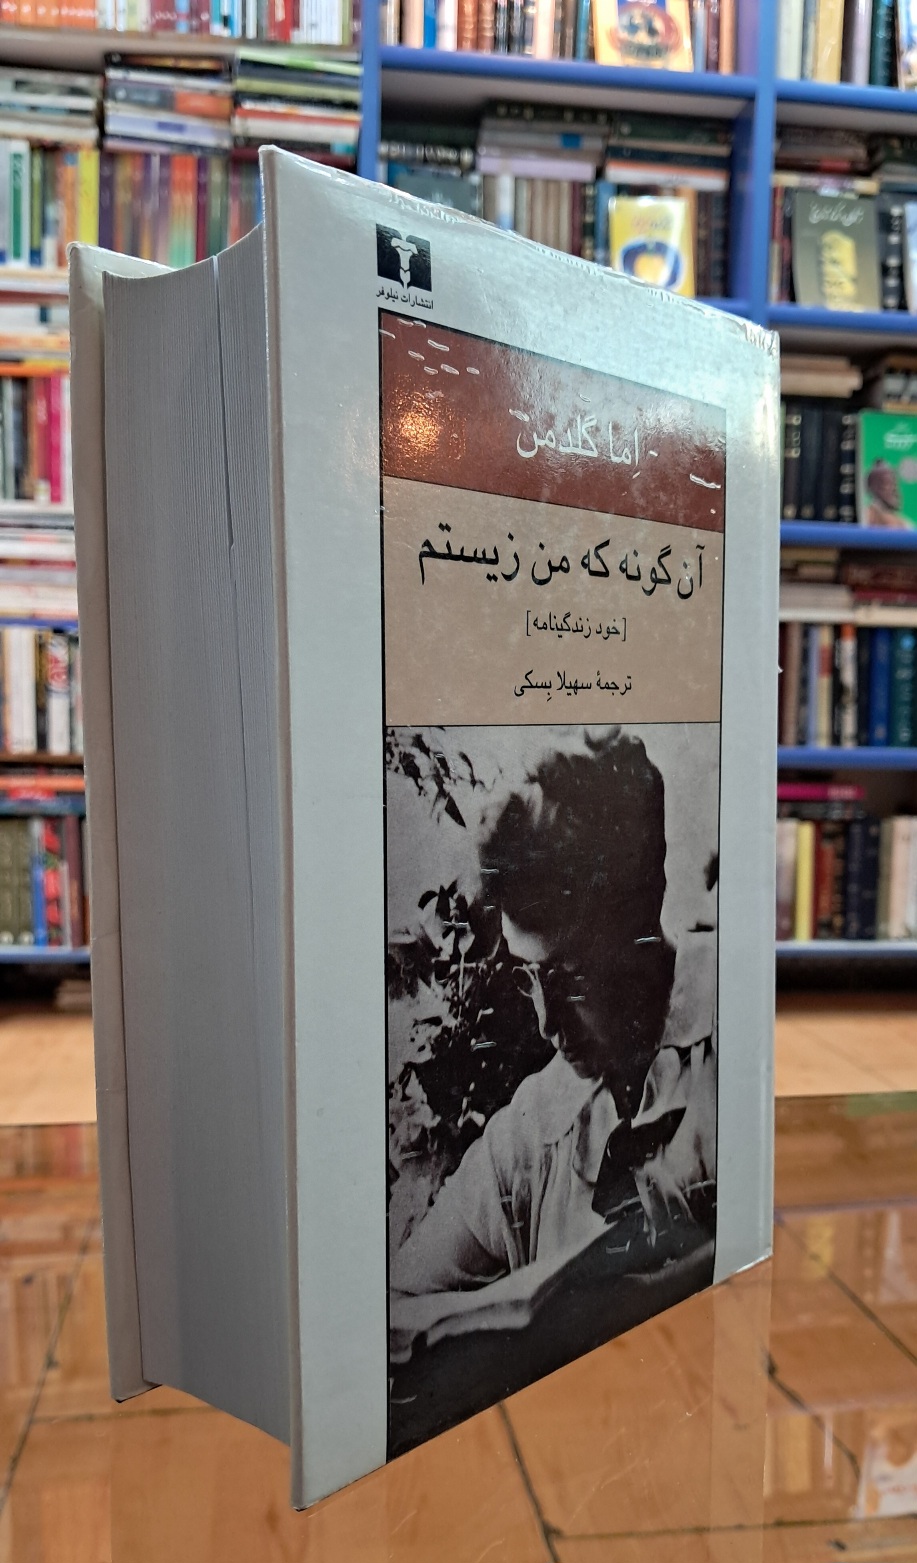 انتشارات نیلوفر
اِما گُلدمن
آن گونه که من زیستم
[خود زندگینامه]
ترجمهٔ سهیلا بِسکی